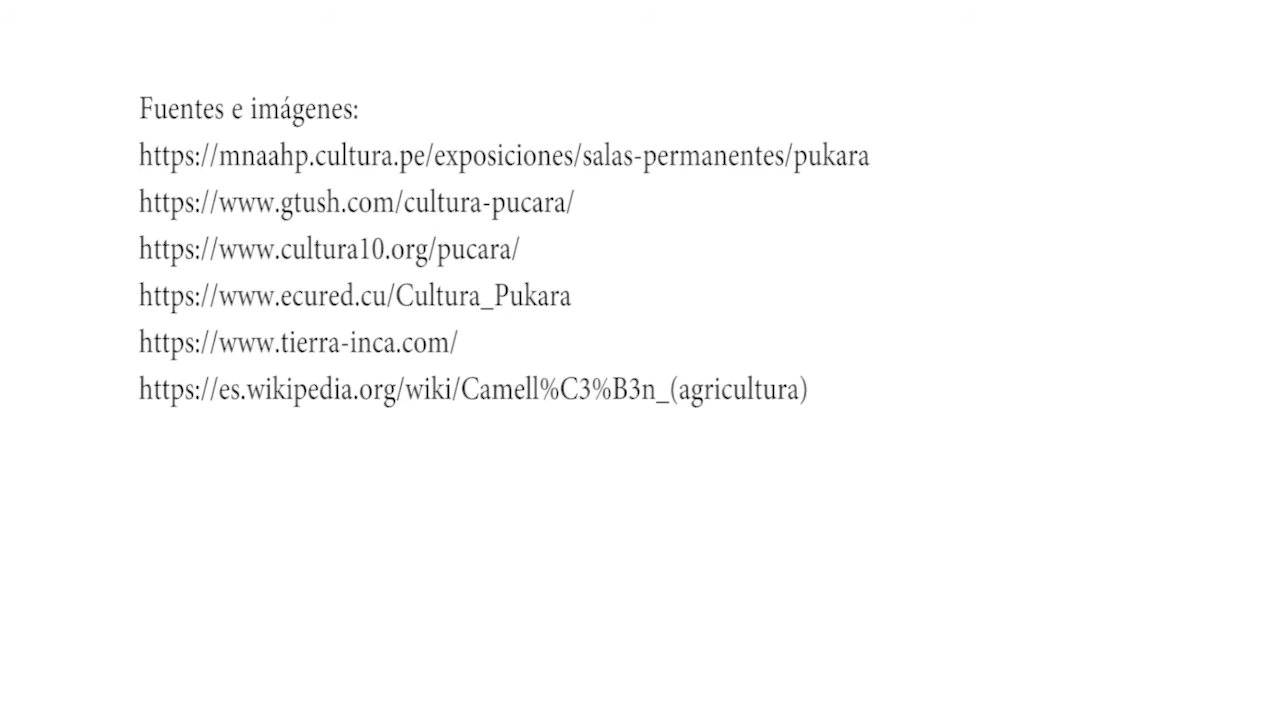 Fuentes e imágenes:
https://mnaahp.cultura.pe/exposiciones/salas-permanentes/pukara
https://www.gtush.com/cultura-pucara/
https://www.cultura10.org/pucara/
https://www.ecured.cu/Cultura_Pukara
https://www.tierra-inca.com/
https://es.wikipedia.org/wiki/Camell%C3%B3n_(agricultura)